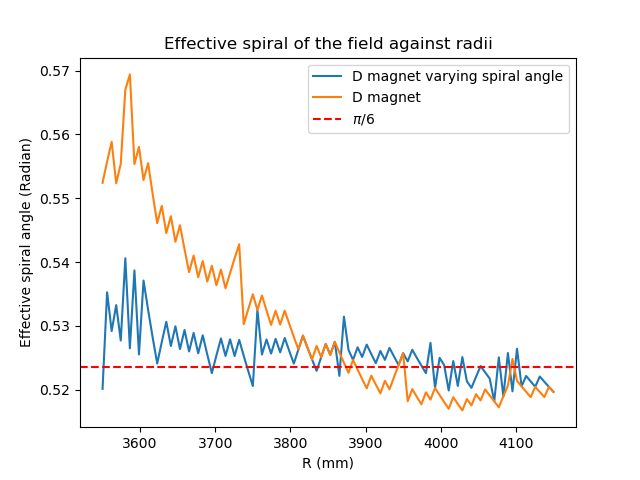 Effective spiral of the field against radii
D magnet varying spiral angle
D magnet
π/6
Effective spiral angle (Radian)
0.57
0.56
0.55
0.54
0.53
0.52
3600 3700 3800 3900 4000 4100
R (mm)